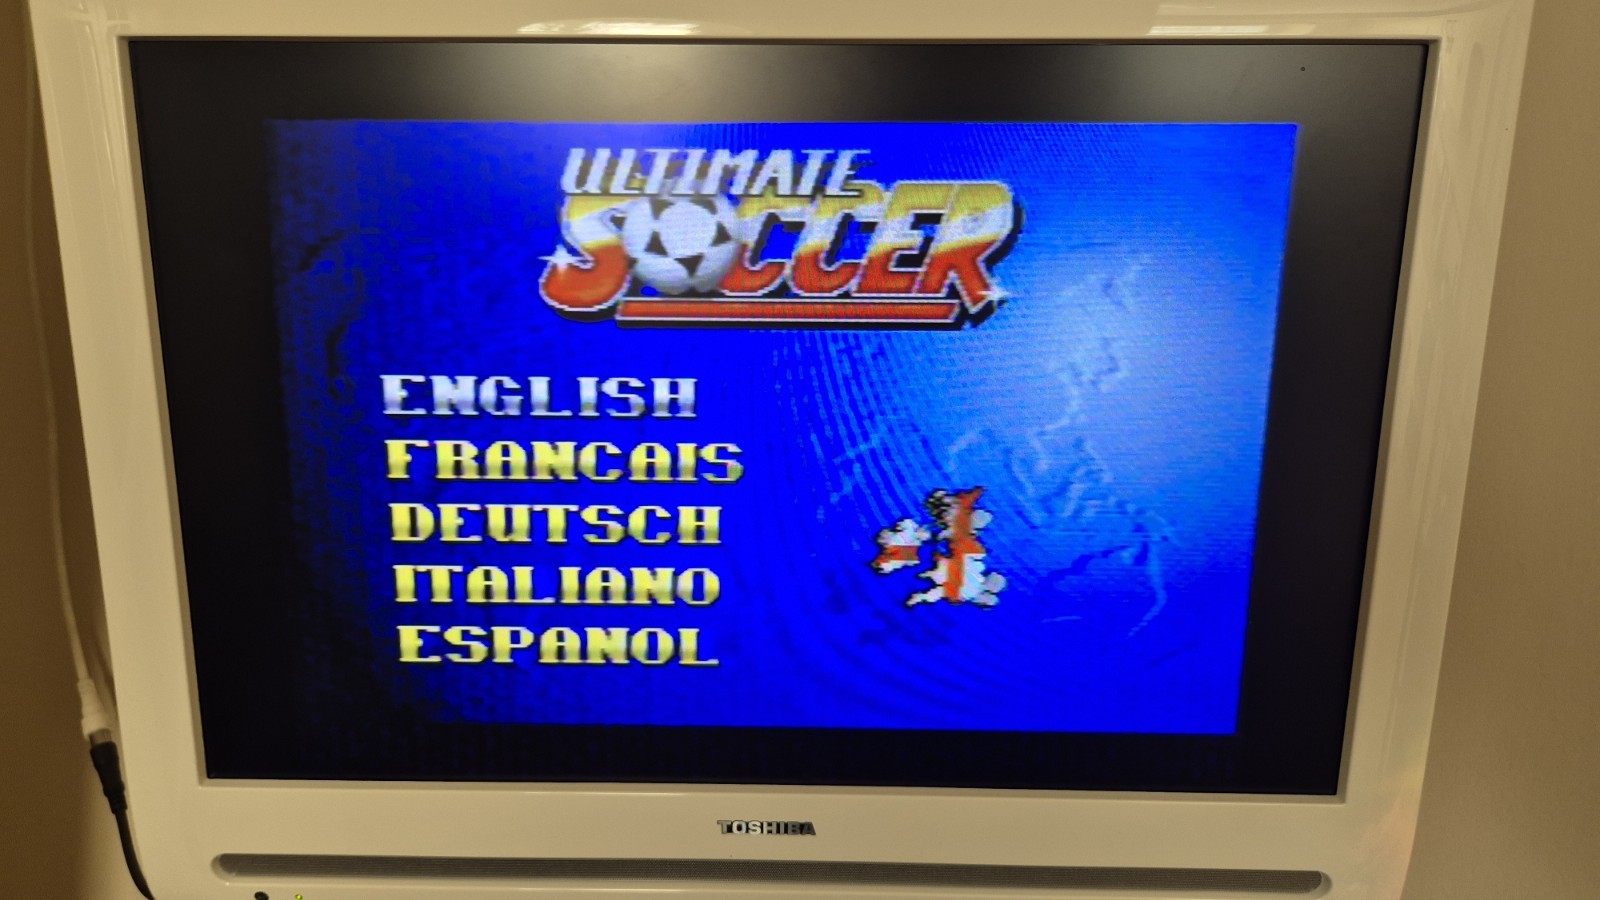 ULTIMATE
SOCCER
ENGLISH
FRANCAIS
DEUTSCH
ITALIANO
ESPANOL
TOSHIBA